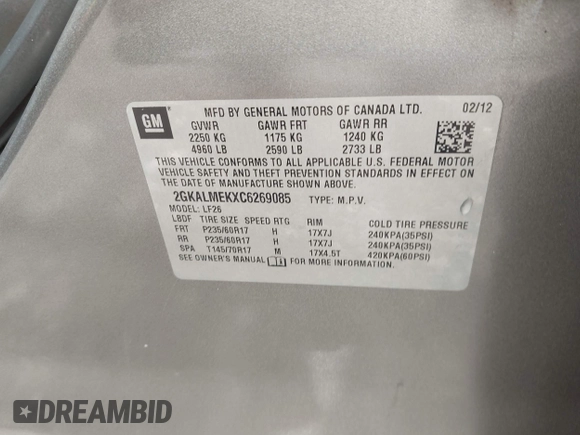 GM
MFD BY GENERAL MOTORS OF CANADA LTD. 02/12
GVWR GAWR FRT GAWR RR
2250 KG 1175 KG 1240 KG
4960 LB 2590 LB 2733 LB
THIS VEHICLE CONFORMS TO ALL APPLICABLE U.S. FEDERAL MOTOR
VEHICLE SAFETY AND THEFT PREVENTION STANDARDS IN EFFECT ON
THE DATE OF MANUFACTURE SHOWN ABOVE.
2GKALMEKXC6269085 TYPE: M.P.V.
MODEL: LF26
LBDF TIRE SIZE SPEED RTG RIM COLD TIRE PRESSURE
FRT P235/60R17 H 17X7J 240KPA(35PSI)
RR P235/60R17 H 17X7J 240KPA(35PSI)
SPA T145/70R17 M 17X4.5T 420KPA(60PSI)
SEE OWNER'S MANUAL FOR MORE INFORMATION.
DREAMBID